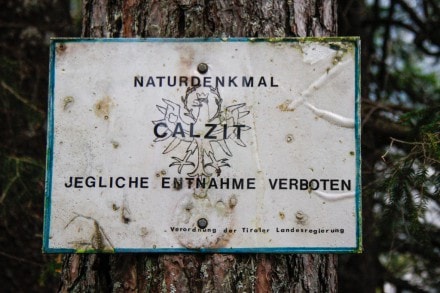 NATURDENKMAL
CALZIT
JEGLICHE ENTNAHME VERBOTEN
Verordnung der Tiroler Landesregierung